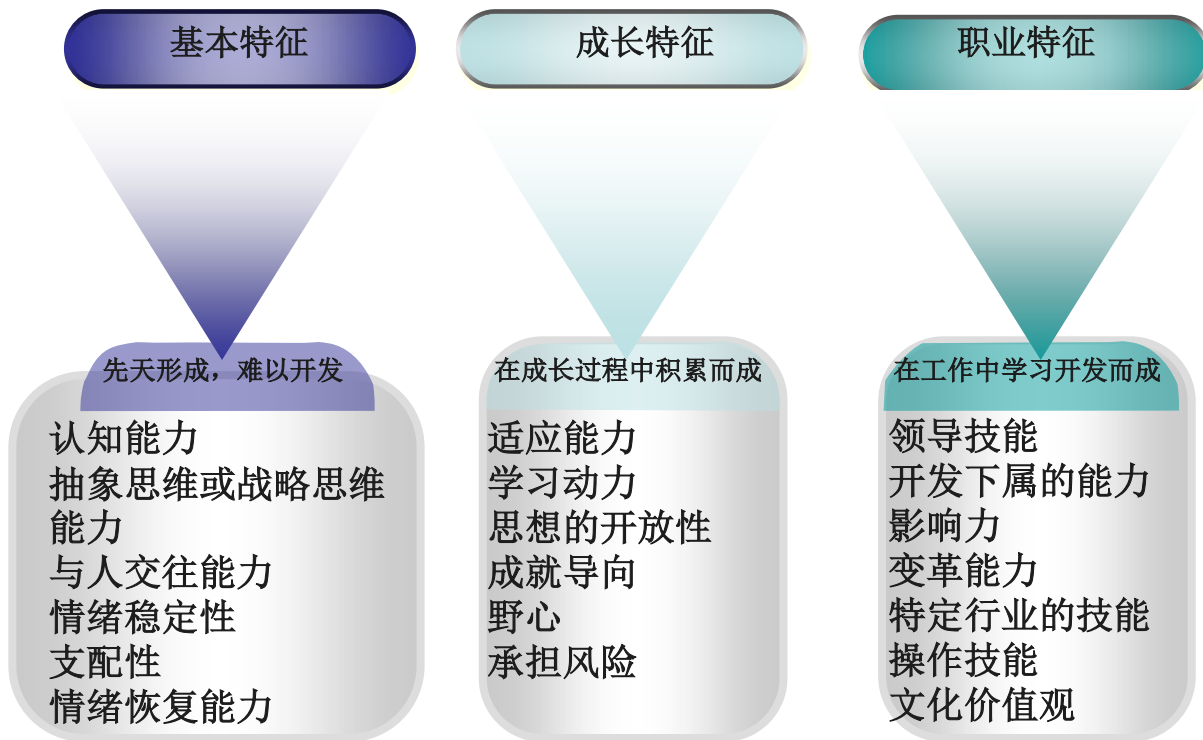 基本特征
成长特征
职业特征
先天形成，难以开发
认知能力
抽象思维或战略思维
能力
与人交往能力
情绪稳定性
支配性
情绪恢复能力
在成长过程中积累而成
适应能力
学习动力
思想的开放性
成就导向
野心
承担风险
在工作中学习开发而成
领导技能
开发下属的能力
影响力
变革能力
特定行业的技能
操作技能
文化价值观